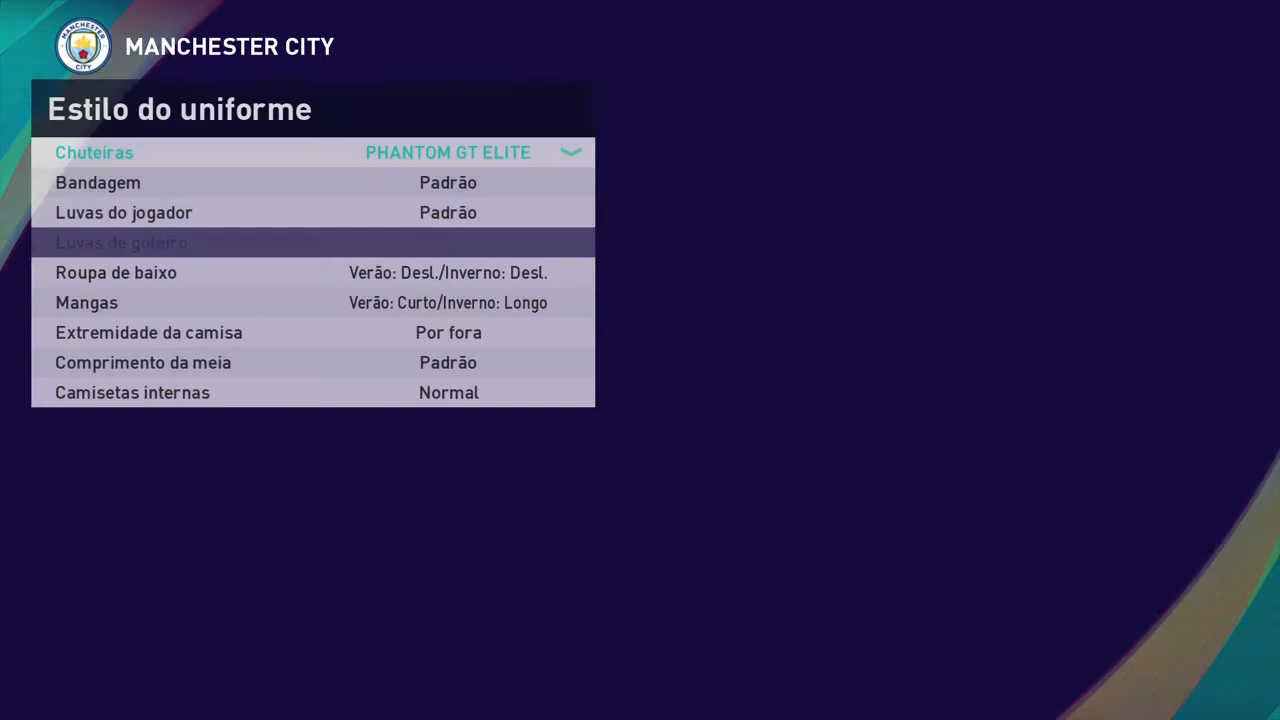 MANCHESTER CITY
MANCHESTER
CITY
Estilo do uniforme
Chuteiras PHANTOM GT ELITE
Bandagem Padrão
Luvas do jogador Padrão
Luvas de goleiro
Roupa de baixo Verão: Desl./Inverno: Desl.
Mangas Verão: Curto/Inverno: Longo
Extremidade da camisa Por fora
Comprimento da meia Padrão
Camisetas internas Normal